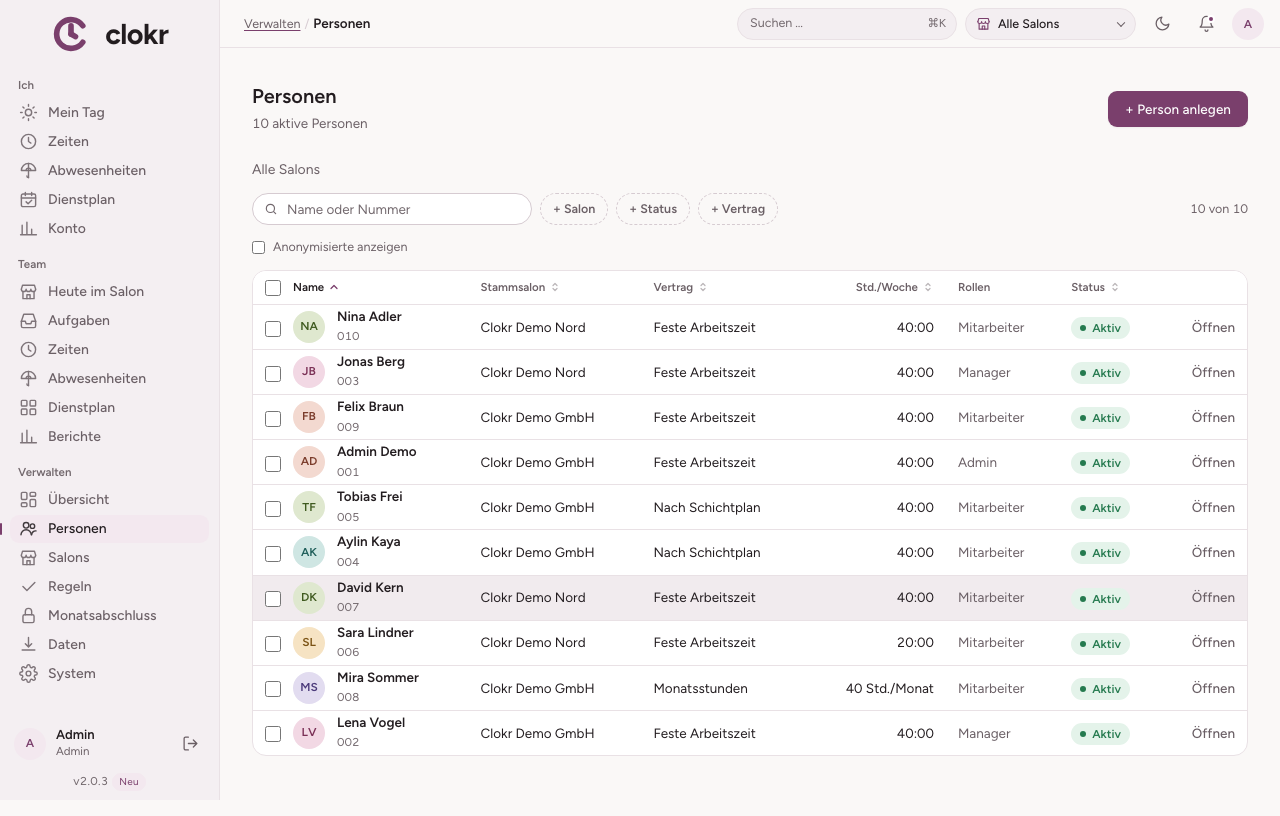 clokr
Verwalten / Personen
Suchen ... ⌘K
Alle Salons
A
Ich
Mein Tag
Zeiten
Abwesenheiten
Dienstplan
Konto
Team
Heute im Salon
Aufgaben
Zeiten
Abwesenheiten
Dienstplan
Berichte
Verwalten
Übersicht
Personen
Salons
Regeln
Monatsabschluss
Daten
System
A
Admin
Admin
v2.0.3 Neu
Personen
10 aktive Personen
+ Person anlegen
Alle Salons
Name oder Nummer
+ Salon
+ Status
+ Vertrag
10 von 10
Anonymisierte anzeigen
Name Stammsalon Vertrag Std./Woche Rollen Status
NA Nina Adler 010 Clokr Demo Nord Feste Arbeitszeit 40:00 Mitarbeiter Aktiv Öffnen
JB Jonas Berg 003 Clokr Demo Nord Feste Arbeitszeit 40:00 Manager Aktiv Öffnen
FB Felix Braun 009 Clokr Demo GmbH Feste Arbeitszeit 40:00 Mitarbeiter Aktiv Öffnen
AD Admin Demo 001 Clokr Demo GmbH Feste Arbeitszeit 40:00 Admin Aktiv Öffnen
TF Tobias Frei 005 Clokr Demo GmbH Nach Schichtplan 40:00 Mitarbeiter Aktiv Öffnen
AK Aylin Kaya 004 Clokr Demo GmbH Nach Schichtplan 40:00 Mitarbeiter Aktiv Öffnen
DK David Kern 007 Clokr Demo Nord Feste Arbeitszeit 40:00 Mitarbeiter Aktiv Öffnen
SL Sara Lindner 006 Clokr Demo Nord Feste Arbeitszeit 20:00 Mitarbeiter Aktiv Öffnen
MS Mira Sommer 008 Clokr Demo GmbH Monatsstunden 40 Std./Monat Mitarbeiter Aktiv Öffnen
LV Lena Vogel 002 Clokr Demo GmbH Feste Arbeitszeit 40:00 Manager Aktiv Öffnen